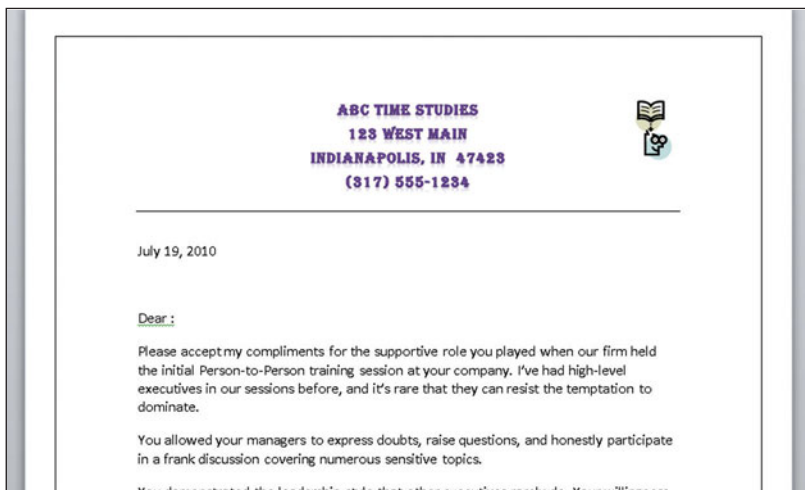 ABC TIME STUDIES
123 WEST MAIN
INDIANAPOLIS, IN 47423
(317) 555-1234
July 19, 2010
Dear :
Please accept my compliments for the supportive role you played when our firm held
the initial Person-to-Person training session at your company. I've had high-level
executives in our sessions before, and it's rare that they can resist the temptation to
dominate.
You allowed your managers to express doubts, raise questions, and honestly participate
in a frank discussion covering numerous sensitive topics.